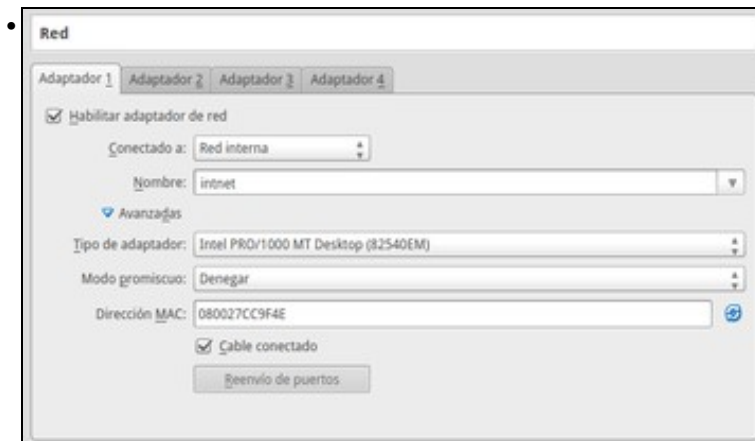 Red
Adaptador 1 Adaptador 2 Adaptador 3 Adaptador 4
Habilitar adaptador de red
Conectado a: Red interna
Nombre: intnet
Avanzadas
Tipo de adaptador: Intel PRO/1000 MT Desktop (82540EM)
Modo promiscuo: Denegar
Dirección MAC: 080027CC9F4E
Cable conectado
Reenvío de puertos